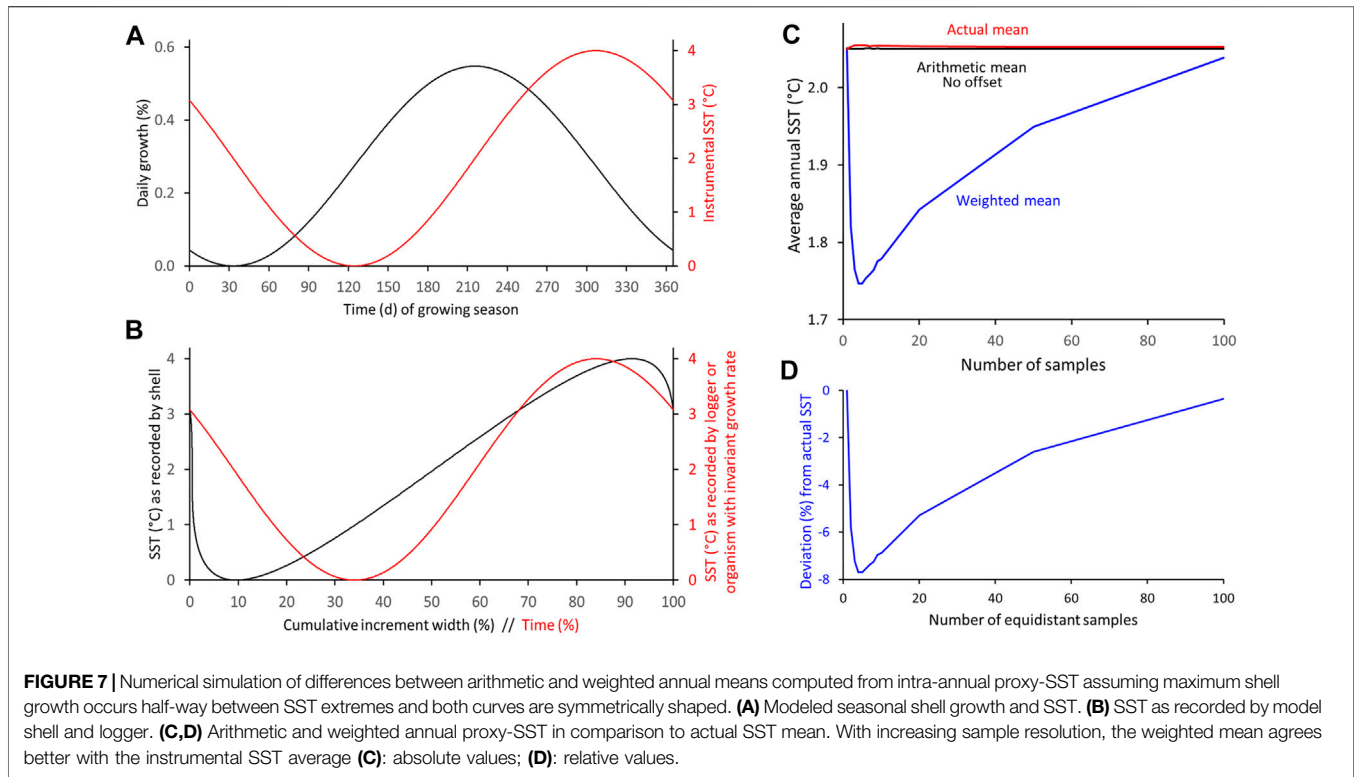 A
0.6
0.4
0.2
0.0
Daily growth (%)
4
3
2
1
0
Instrumental SST (°C)
0 30 60 90 120 150 180 210 240 270 300 330 360
Time (d) of growing season
B
4
3
2
1
0
SST (°C) as recorded by shell
4
3
2
1
0
SST (°C) as recorded by logger or
organism with invariant growth rate
0 10 20 30 40 50 60 70 80 90 100
Cumulative increment width (%) // Time (%)
C
Actual mean
Arithmetic mean
No offset
Weighted mean
2.0
1.9
1.8
1.7
Average annual SST (°C)
0 20 40 60 80 100
Number of samples
D
0
-2
-4
-6
-8
Deviation (%) from actual SST
0 20 40 60 80 100
Number of equidistant samples
FIGURE 7 | Numerical simulation of differences between arithmetic and weighted annual means computed from intra-annual proxy-SST assuming maximum shell
growth occurs half-way between SST extremes and both curves are symmetrically shaped. (A) Modeled seasonal shell growth and SST. (B) SST as recorded by model
shell and logger. (C,D) Arithmetic and weighted annual proxy-SST in comparison to actual SST mean. With increasing sample resolution, the weighted mean agrees
better with the instrumental SST average (C): absolute values; (D): relative values.